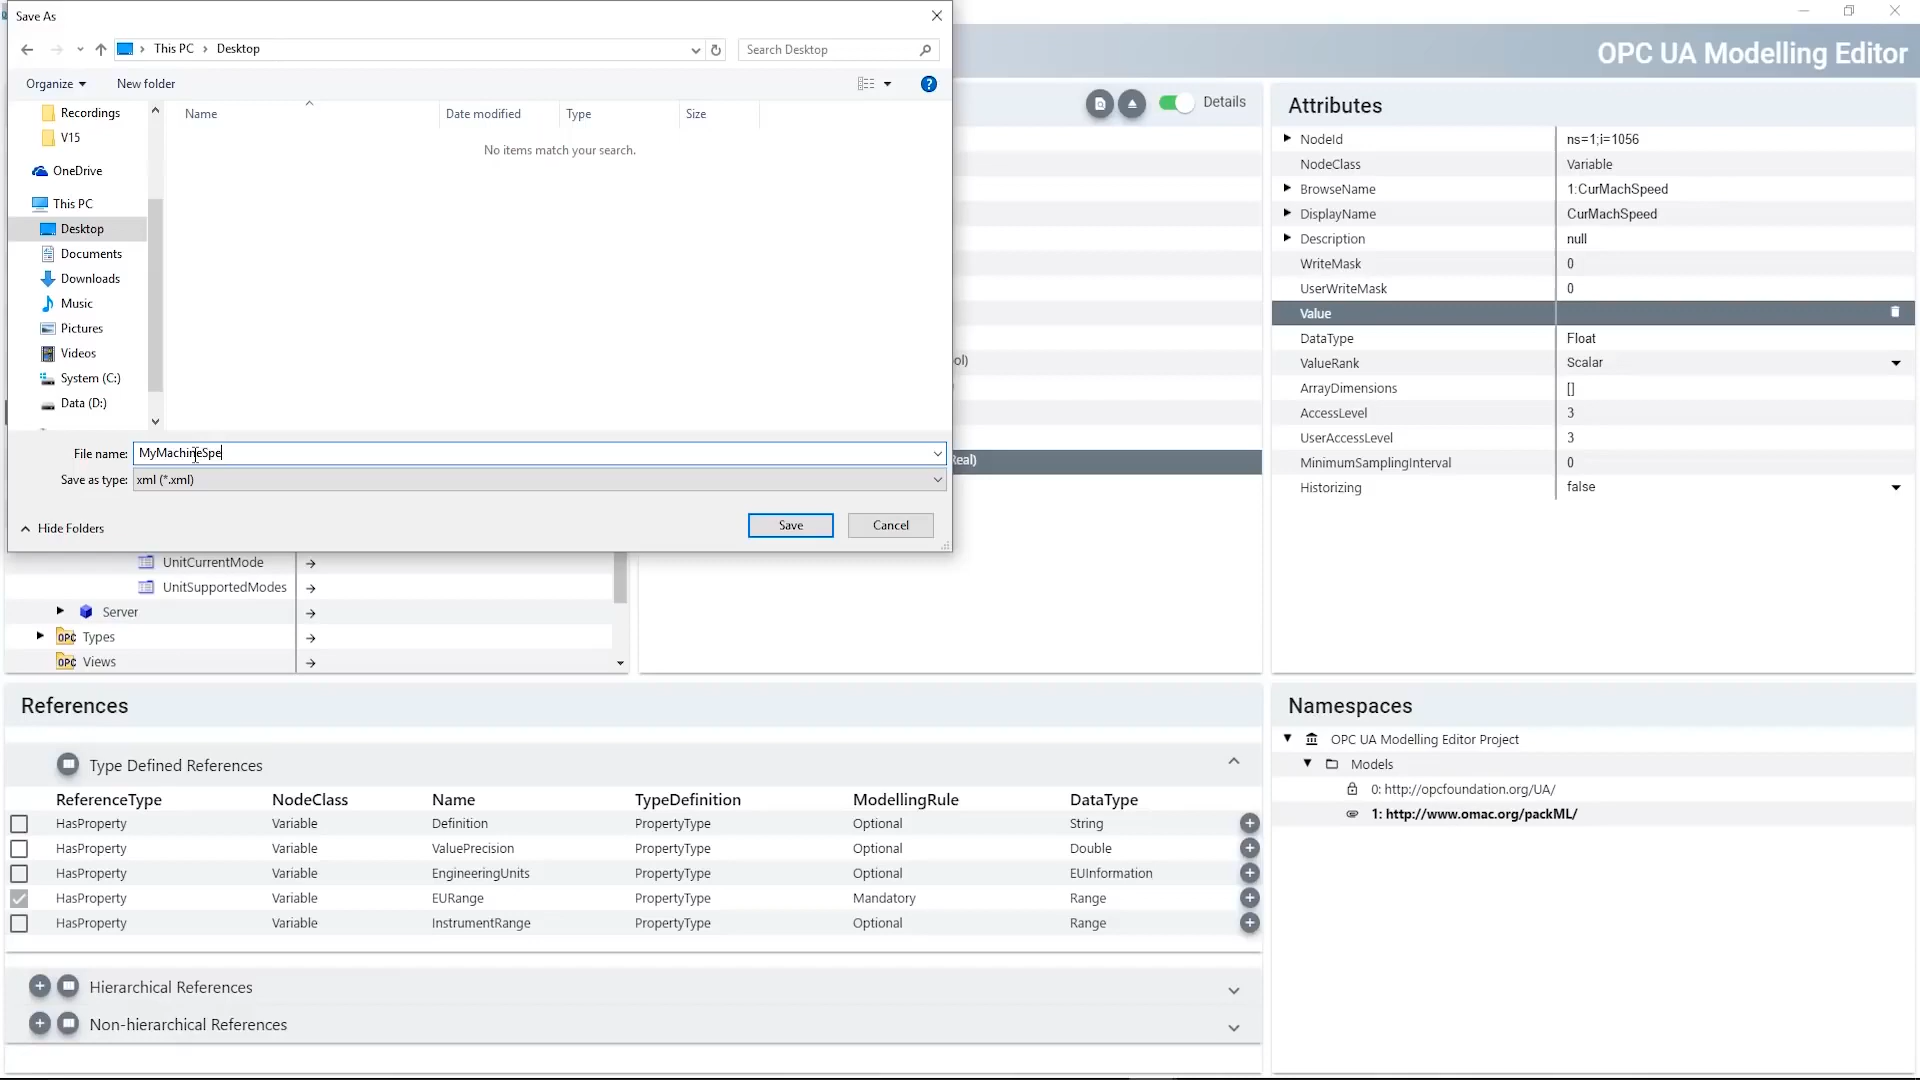 Save As
This PC
Desktop
Search Desktop
Organize
New folder
?
Recordings
V15
OneDrive
This PC
Desktop
Documents
Downloads
Music
Pictures
Videos
System (C:)
Data (D:)
Name
Date modified
Type
Size
No items match your search.
File name:
MyMachineSpe
Save as type:
xml (*.xml)
Hide Folders
Save
Cancel
OPC UA Modelling Editor
Details
ol)
Real)
UnitCurrentMode
UnitSupportedModes
Server
OPC Types
OPC Views
Attributes
NodeId ns=1;i=1056
NodeClass Variable
BrowseName 1:CurMachSpeed
DisplayName CurMachSpeed
Description null
WriteMask 0
UserWriteMask 0
Value
DataType Float
ValueRank Scalar
ArrayDimensions []
AccessLevel 3
UserAccessLevel 3
MinimumSamplingInterval 0
Historizing false
References
Type Defined References
ReferenceType NodeClass Name TypeDefinition ModellingRule DataType
HasProperty Variable Definition PropertyType Optional String
HasProperty Variable ValuePrecision PropertyType Optional Double
HasProperty Variable EngineeringUnits PropertyType Optional EUInformation
HasProperty Variable EURange PropertyType Mandatory Range
HasProperty Variable InstrumentRange PropertyType Optional Range
Hierarchical References
Non-hierarchical References
Namespaces
OPC UA Modelling Editor Project
Models
0: http://opcfoundation.org/UA/
1: http://www.omac.org/packML/